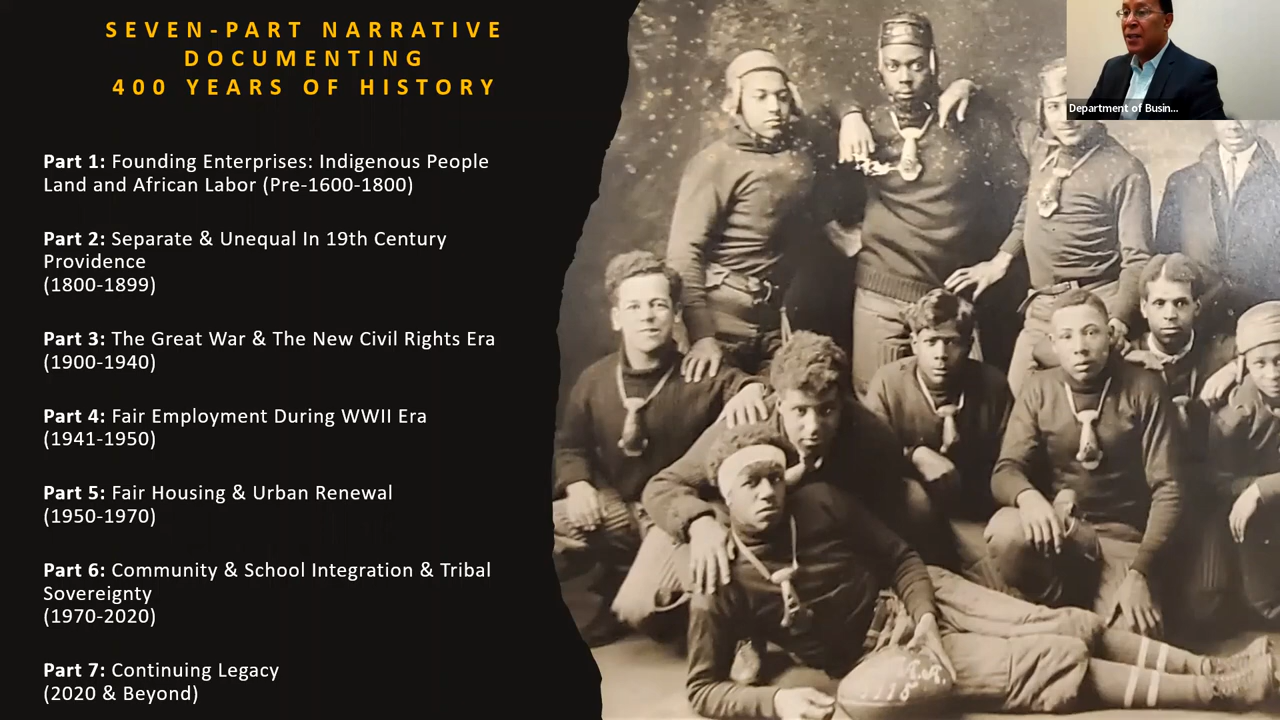 SEVEN-PART NARRATIVE
DOCUMENTING
400 YEARS OF HISTORY
Part 1: Founding Enterprises: Indigenous People
Land and African Labor (Pre-1600-1800)
Part 2: Separate & Unequal In 19th Century
Providence
(1800-1899)
Part 3: The Great War & The New Civil Rights Era
(1900-1940)
Part 4: Fair Employment During WWII Era
(1941-1950)
Part 5: Fair Housing & Urban Renewal
(1950-1970)
Part 6: Community & School Integration & Tribal
Sovereignty
(1970-2020)
Part 7: Continuing Legacy
(2020 & Beyond)
Department of Busin...